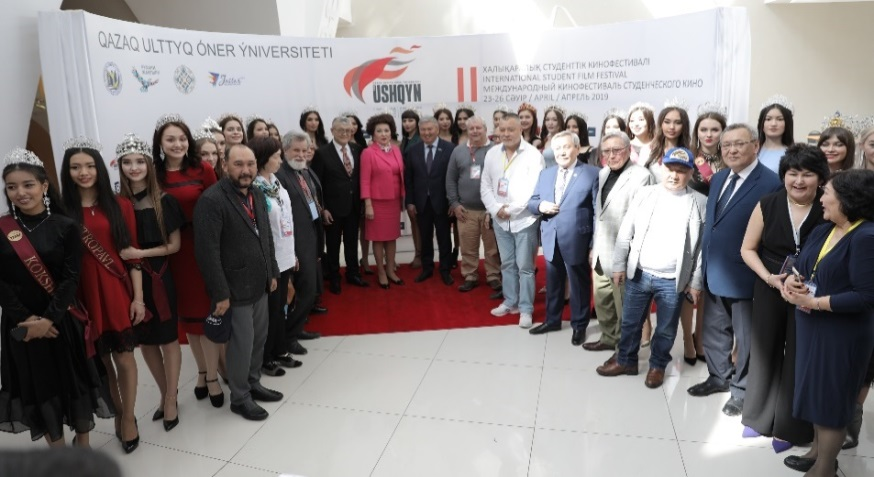 QAZAQ ULTTYQ ÓNER ÝNIVERSITETI
USHQYN
II
ХАЛЫҚАРАЛЫҚ СТУДЕНТТІК КИНОФЕСТИВАЛІ
INTERNATIONAL STUDENT FILM FESTIVAL
МЕЖДУНАРОДНЫЙ КИНОФЕСТИВАЛЬ СТУДЕНЧЕСКОГО КИНО
23-26 СӘУІР / APRIL / АПРЕЛЬ 2019
KOKS